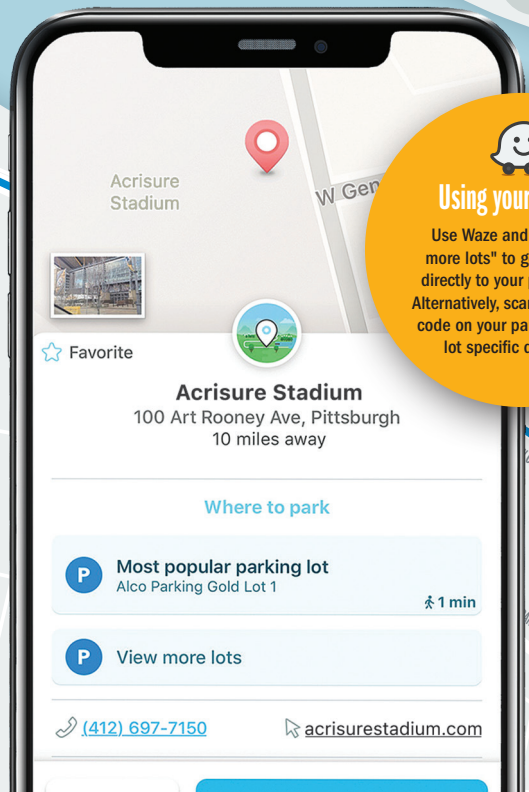 Acrisure
Stadium
W Gen
Using your
Use Waze and
more lots" to g
directly to your
Alternatively, scan
code on your pa
lot specific
Favorite
Acrisure Stadium
100 Art Rooney Ave, Pittsburgh
10 miles away
Where to park
P
Most popular parking lot
Alco Parking Gold Lot 1
1 min
P
View more lots
(412) 697-7150
acrisurestadium.com